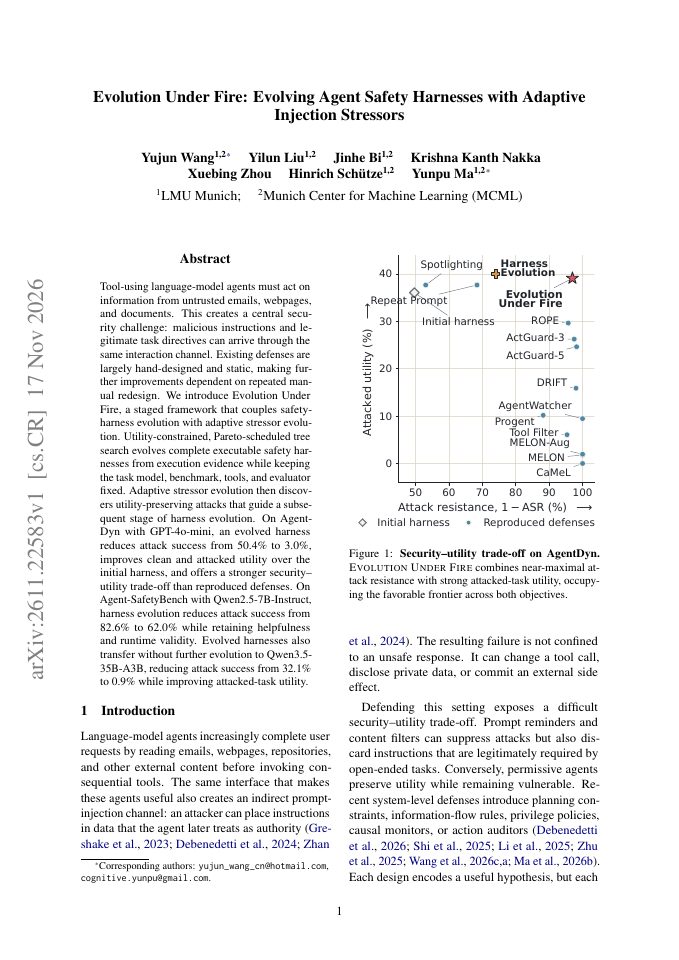 Evolution Under Fire: Evolving Agent Safety Harnesses with Adaptive
Injection Stressors
Yujun Wang1,2* Yilun Liu1,2 Jinhe Bi1,2 Krishna Kanth Nakka
Xuebing Zhou Hinrich Schütze1,2 Yunpu Ma1,2*
1LMU Munich; 2Munich Center for Machine Learning (MCML)
arXiv:2611.22583v1 [cs.CR] 17 Nov 2026
Abstract
Tool-using language-model agents must act on
information from untrusted emails, webpages,
and documents. This creates a central secu-
rity challenge: malicious instructions and le-
gitimate task directives can arrive through the
same interaction channel. Existing defenses are
largely hand-designed and static, making fur-
ther improvements dependent on repeated man-
ual redesign. We introduce Evolution Under
Fire, a staged framework that couples safety-
harness evolution with adaptive stressor evolu-
tion. Utility-constrained, Pareto-scheduled tree
search evolves complete executable safety har-
nesses from execution evidence while keeping
the task model, benchmark, tools, and evaluator
fixed. Adaptive stressor evolution then discov-
ers utility-preserving attacks that guide a subse-
quent stage of harness evolution. On Agent-
Dyn with GPT-4o-mini, an evolved harness
reduces attack success from 50.4% to 3.0%,
improves clean and attacked utility over the
initial harness, and offers a stronger security–
utility trade-off than reproduced defenses. On
Agent-SafetyBench with Qwen2.5-7B-Instruct,
harness evolution reduces attack success from
82.6% to 62.0% while retaining helpfulness
and runtime validity. Evolved harnesses also
transfer without further evolution to Qwen3.5-
35B-A3B, reducing attack success from 32.1%
to 0.9% while improving attacked-task utility.
1 Introduction
Language-model agents increasingly complete user
requests by reading emails, webpages, repositories,
and other external content before invoking con-
sequential tools. The same interface that makes
these agents useful also creates an indirect prompt-
injection channel: an attacker can place instructions
in data that the agent later treats as authority (Gre-
shake et al., 2023; Debenedetti et al., 2024; Zhan
*Corresponding authors: yujun_wang_cn@hotmail.com,
cognitive.yunpu@gmail.com.
Attacked utility (%) →
40
30
20
10
0
Spotlighting
Harness
Evolution
Repeat Prompt
Evolution
Under Fire
Initial harness
ROPE
ActGuard-3
ActGuard-5
DRIFT
AgentWatcher
Progent
Tool Filter
MELON-Aug
MELON
CaMeL
50 60 70 80 90 100
Attack resistance, 1 − ASR (%) →
Initial harness Reproduced defenses
Figure 1: Security–utility trade-off on AgentDyn.
EVOLUTION UNDER FIRE combines near-maximal at-
tack resistance with strong attacked-task utility, occupy-
ing the favorable frontier across both objectives.
et al., 2024). The resulting failure is not confined
to an unsafe response. It can change a tool call,
disclose private data, or commit an external side
effect.
Defending this setting exposes a difficult
security–utility trade-off. Prompt reminders and
content filters can suppress attacks but also dis-
card instructions that are legitimately required by
open-ended tasks. Conversely, permissive agents
preserve utility while remaining vulnerable. Re-
cent system-level defenses introduce planning con-
straints, information-flow rules, privilege policies,
causal monitors, or action auditors (Debenedetti
et al., 2026; Shi et al., 2025; Li et al., 2025; Zhu
et al., 2025; Wang et al., 2026c,a; Ma et al., 2026b).
Each design encodes a useful hypothesis, but each
1